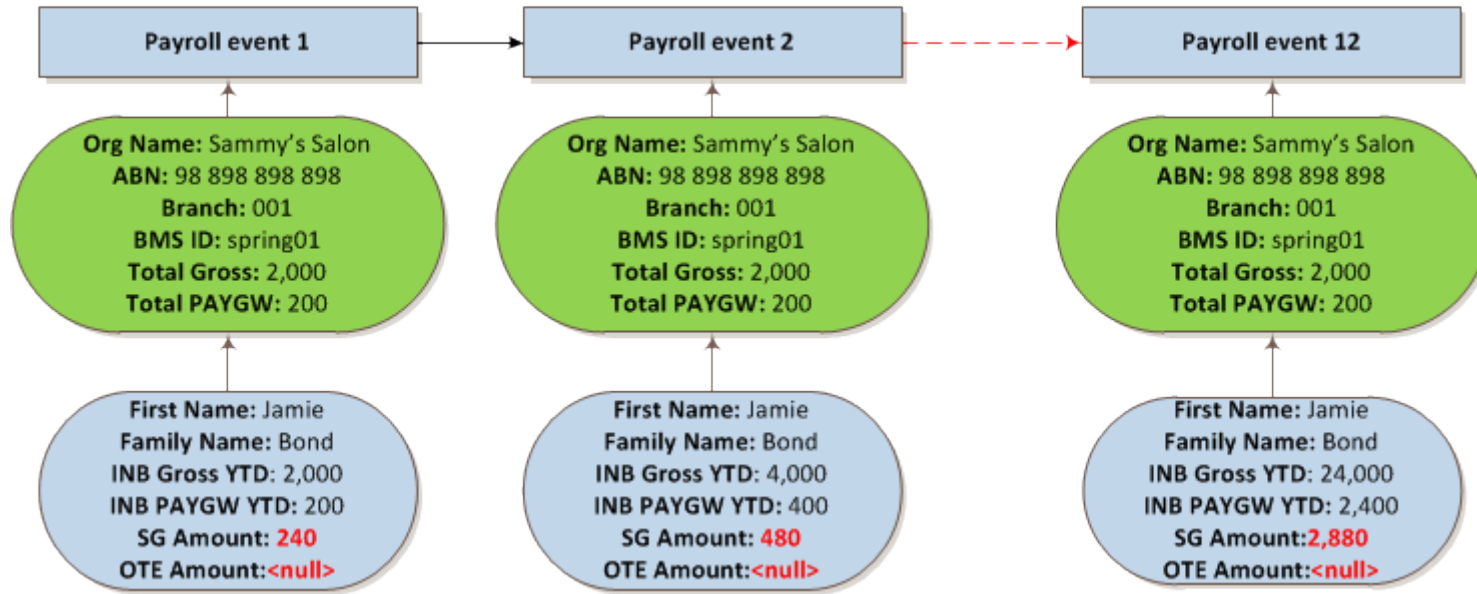 Payroll event 1
Payroll event 2
Payroll event 12
Org Name: Sammy’s Salon
ABN: 98 898 898 898
Branch: 001
BMS ID: spring01
Total Gross: 2,000
Total PAYGW: 200
Org Name: Sammy’s Salon
ABN: 98 898 898 898
Branch: 001
BMS ID: spring01
Total Gross: 2,000
Total PAYGW: 200
Org Name: Sammy’s Salon
ABN: 98 898 898 898
Branch: 001
BMS ID: spring01
Total Gross: 2,000
Total PAYGW: 200
First Name: Jamie
Family Name: Bond
INB Gross YTD: 2,000
INB PAYGW YTD: 200
SG Amount: 240
OTE Amount:<null>
First Name: Jamie
Family Name: Bond
INB Gross YTD: 4,000
INB PAYGW YTD: 400
SG Amount: 480
OTE Amount:<null>
First Name: Jamie
Family Name: Bond
INB Gross YTD: 24,000
INB PAYGW YTD: 2,400
SG Amount:2,880
OTE Amount:<null>